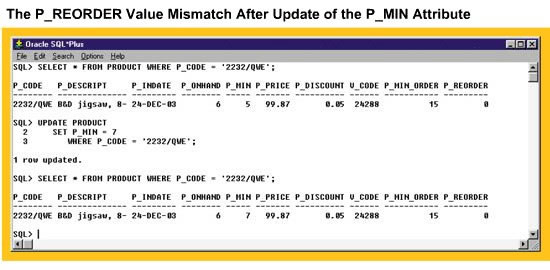 The P_REORDER Value Mismatch After Update of the P_MIN Attribute
Oracle SQL*Plus
File Edit Search Options Help
SQL> SELECT * FROM PRODUCT WHERE P_CODE = '2232/QWE';
P_CODE P_DESCRIPT P_INDATE P_ONHAND P_MIN P_PRICE P_DISCOUNT V_CODE P_MIN_ORDER P_REORDER
---------- ---------- --------- -------- ----- ------- ---------- ------ ----------- ---------
2232/QWE B&D jigsaw, 8- 24-DEC-03 6 5 99.87 0.05 24288 15 0
SQL> UPDATE PRODUCT
2 SET P_MIN = 7
3 WHERE P_CODE = '2232/QWE';
1 row updated.
SQL> SELECT * FROM PRODUCT WHERE P_CODE = '2232/QWE';
P_CODE P_DESCRIPT P_INDATE P_ONHAND P_MIN P_PRICE P_DISCOUNT V_CODE P_MIN_ORDER P_REORDER
---------- ---------- --------- -------- ----- ------- ---------- ------ ----------- ---------
2232/QWE B&D jigsaw, 8- 24-DEC-03 6 7 99.87 0.05 24288 15 0
SQL> |